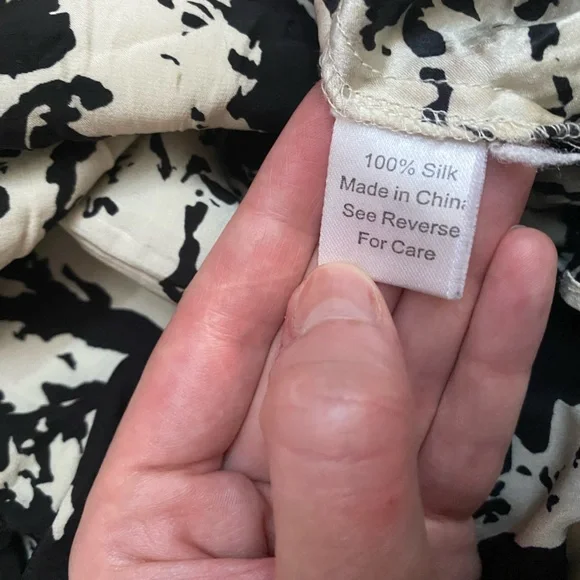 100% Silk
Made in China
See Reverse
For Care